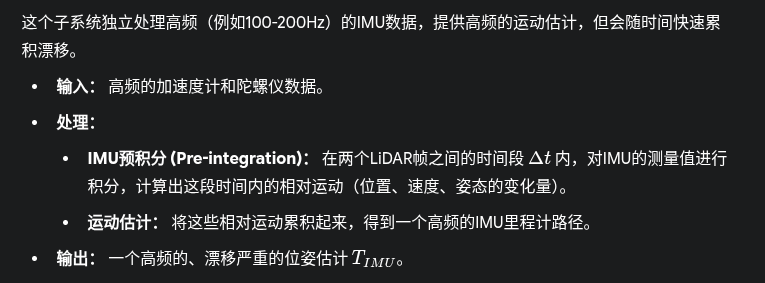 这个子系统独立处理高频（例如100-200Hz）的IMU数据，提供高频的运动估计，但会随时间快速累
积漂移。
• 输入： 高频的加速度计和陀螺仪数据。
• 处理：
• IMU预积分 (Pre-integration)： 在两个LiDAR帧之间的时间段 Δt 内，对IMU的测量值进行
积分，计算出这段时间内的相对运动（位置、速度、姿态的变化量）。
• 运动估计： 将这些相对运动累积起来，得到一个高频的IMU里程计路径。
• 输出： 一个高频的、漂移严重的位姿估计 T_{IMU}。